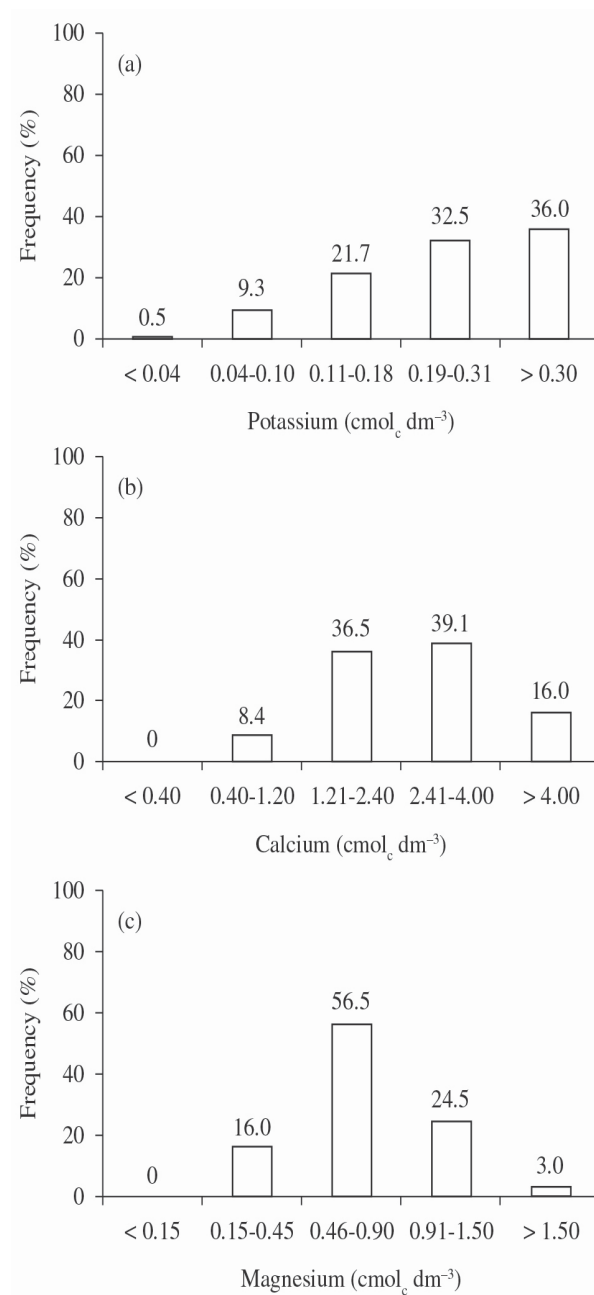 100
(a)
80
60
40
20
0
Frequency (%)
0.5
9.3
21.7
32.5
36.0
< 0.04 0.04-0.10 0.11-0.18 0.19-0.31 > 0.30
Potassium (cmolc dm–3)
100
(b)
80
60
40
20
0
Frequency (%)
0
8.4
36.5
39.1
16.0
< 0.40 0.40-1.20 1.21-2.40 2.41-4.00 > 4.00
Calcium (cmolc dm–3)
100
(c)
80
60
40
20
0
Frequency (%)
0
16.0
56.5
24.5
3.0
< 0.15 0.15-0.45 0.46-0.90 0.91-1.50 > 1.50
Magnesium (cmolc dm–3)